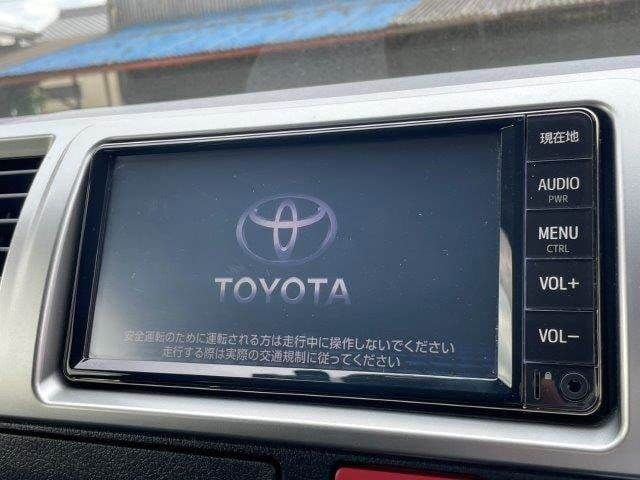 TOYOTA
安全運転のために運転される方は走行中に操作しないでください
走行する際は実際の交通規制に従ってください
現在地
AUDIO
PWR
MENU
CTRL
VOL+
VOL−